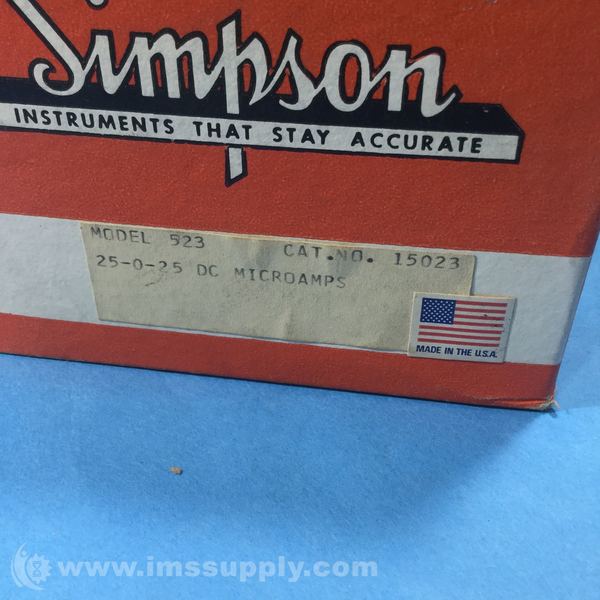 Simpson
INSTRUMENTS THAT STAY ACCURATE
MODEL 523 CAT.NO. 15023
25-0-25 DC MICROAMPS
MADE IN THE U.S.A.
www.imssupply.com